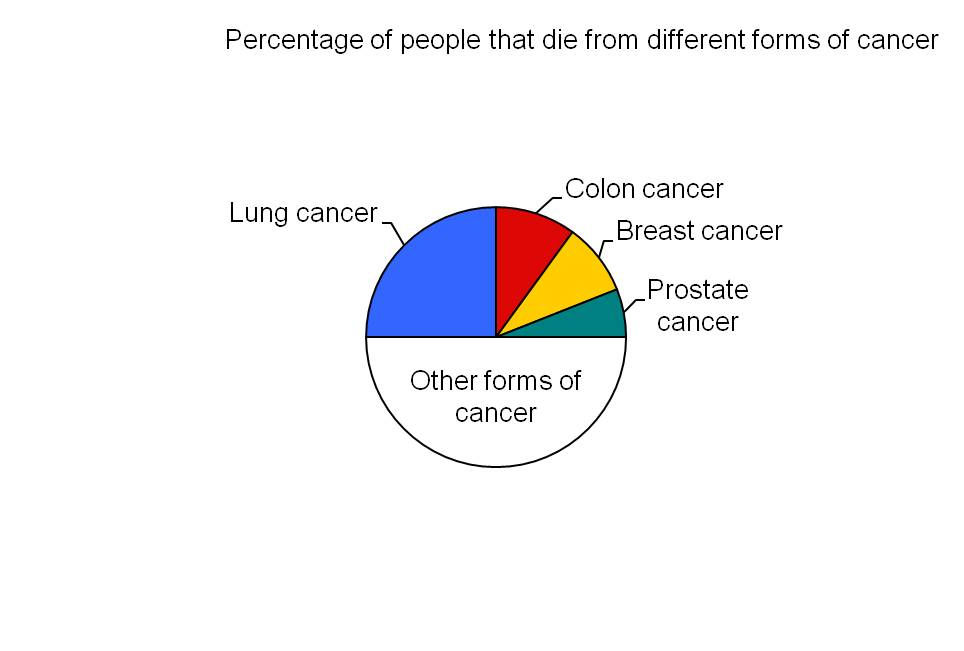 Percentage of people that die from different forms of cancer
Colon cancer
Lung cancer
Breast cancer
Prostate
cancer
Other forms of
cancer